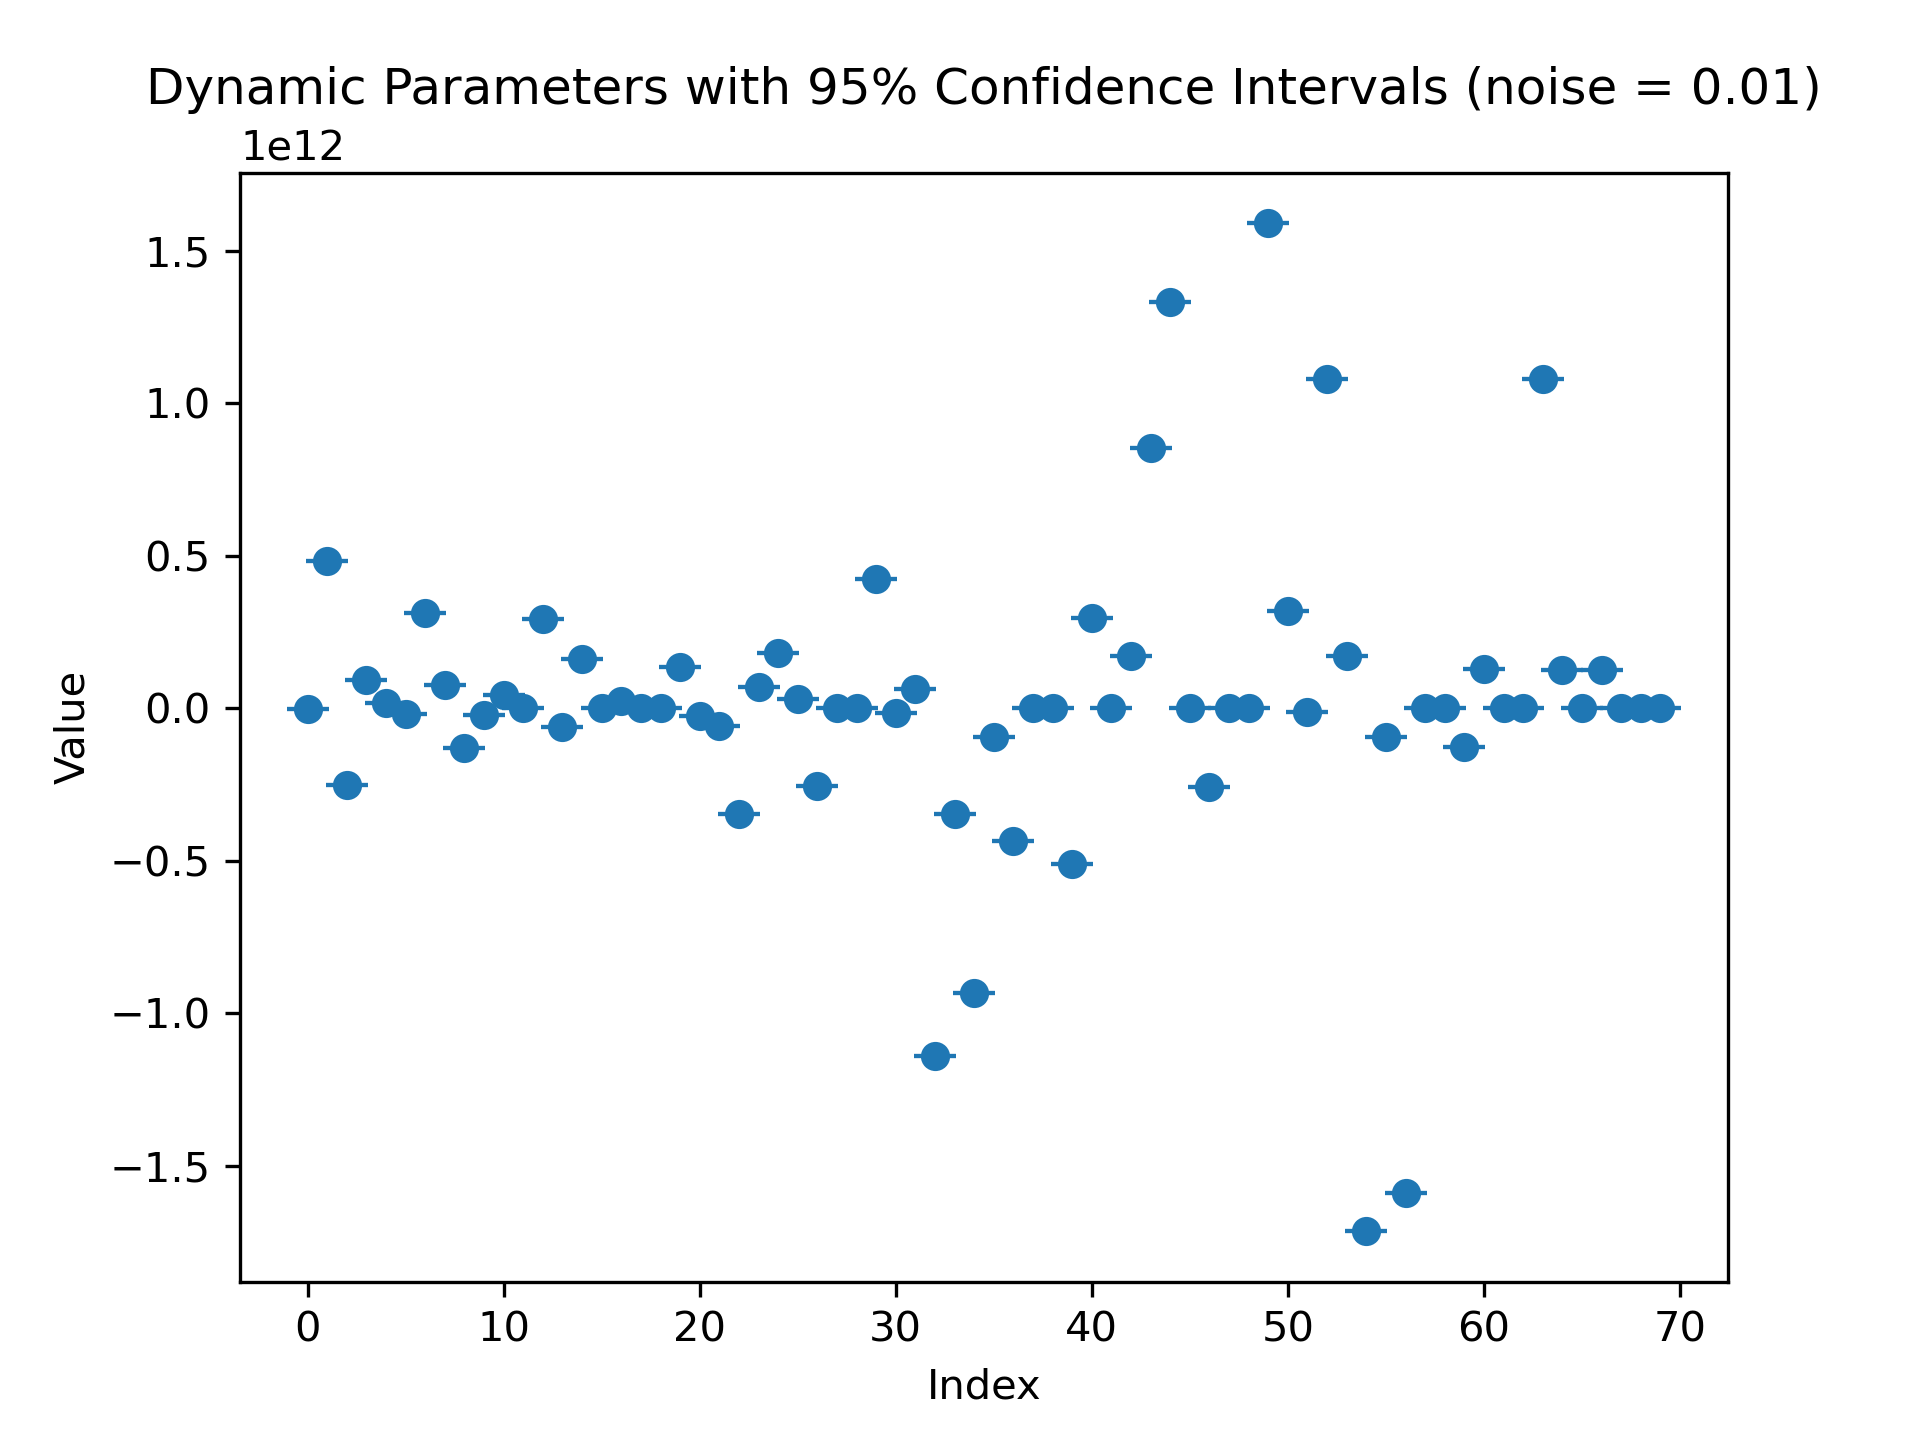 Dynamic Parameters with 95% Confidence Intervals (noise = 0.01)
1e12
1.5
1.0
0.5
0.0
−0.5
−1.0
−1.5
Value
0 10 20 30 40 50 60 70
Index